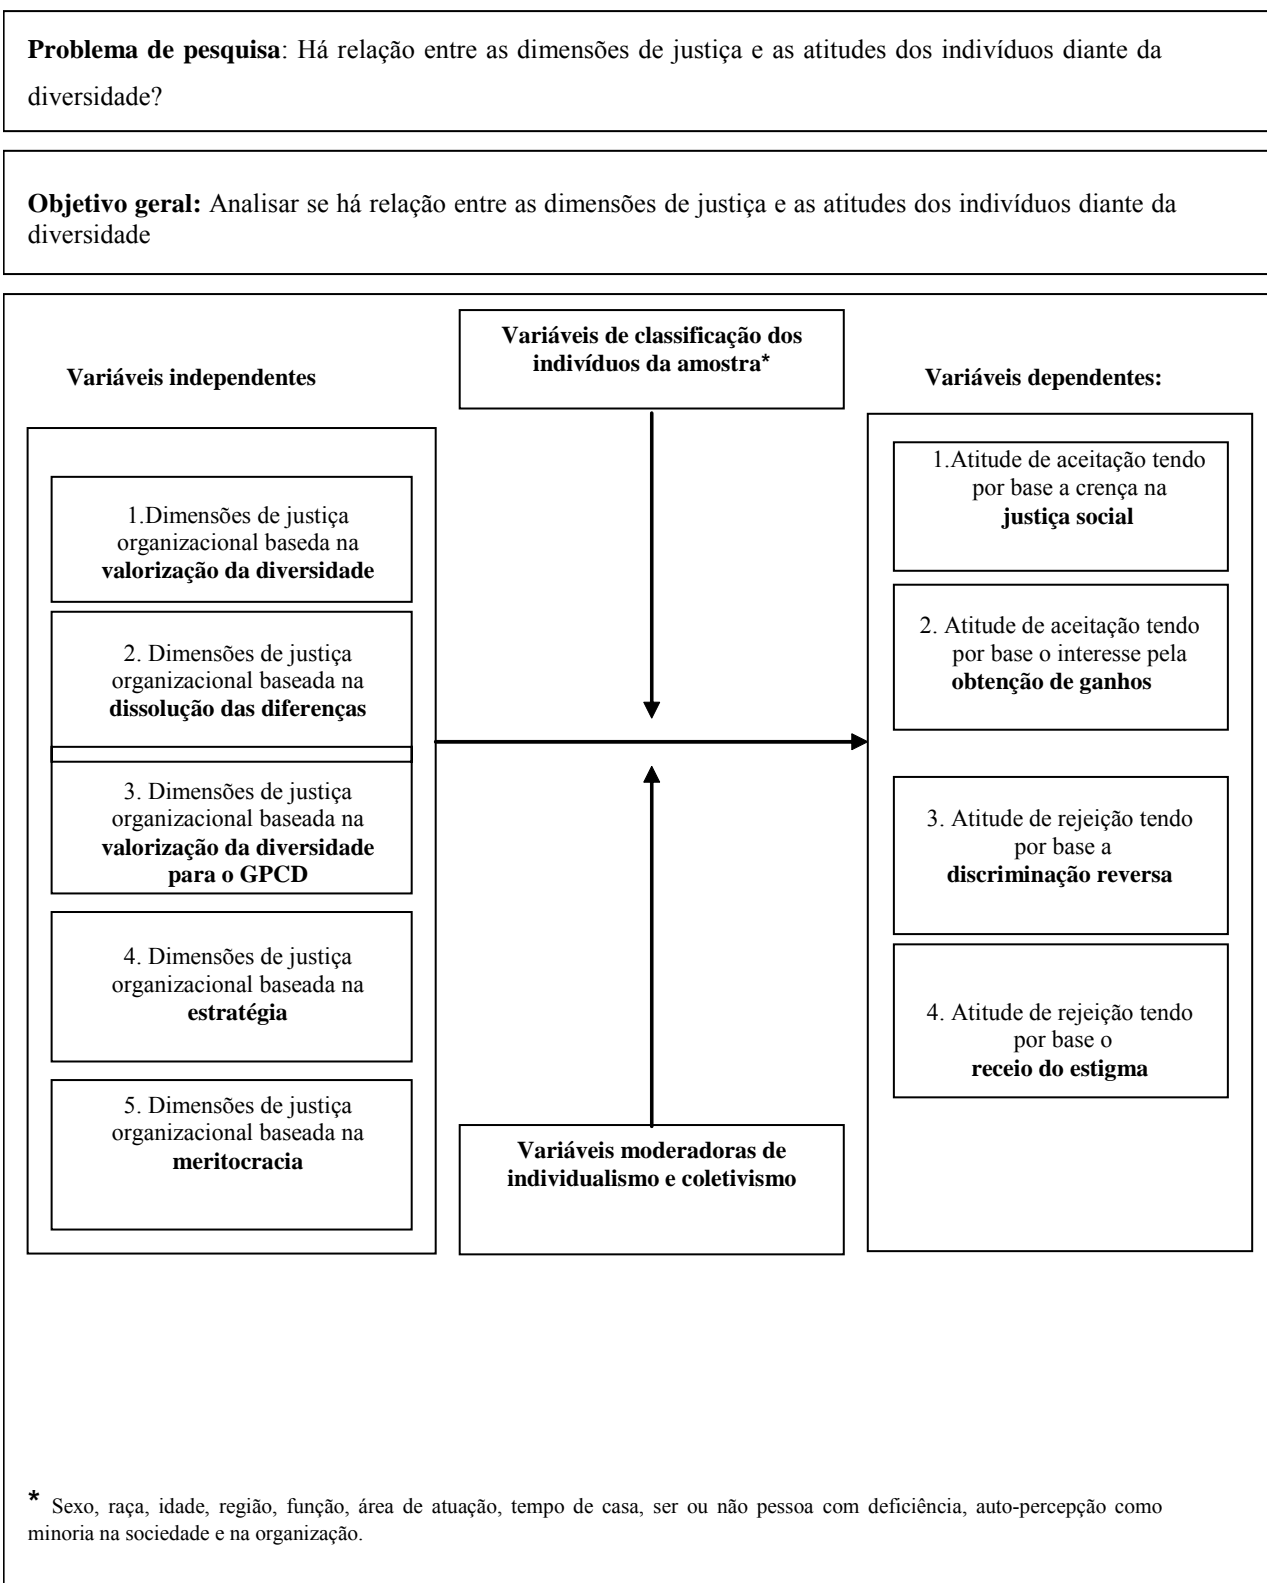 Problema de pesquisa: Há relação entre as dimensões de justiça e as atitudes dos indivíduos diante da
diversidade?
Objetivo geral: Analisar se há relação entre as dimensões de justiça e as atitudes dos indivíduos diante da
diversidade
Variáveis independentes
1.Dimensões de justiça
organizacional baseda na
valorização da diversidade
2. Dimensões de justiça
organizacional baseada na
dissolução das diferenças
3. Dimensões de justiça
organizacional baseada na
valorização da diversidade
para o GPCD
4. Dimensões de justiça
organizacional baseada na
estratégia
5. Dimensões de justiça
organizacional baseada na
meritocracia
Variáveis de classificação dos
indivíduos da amostra*
Variáveis moderadoras de
individualismo e coletivismo
Variáveis dependentes:
1.Atitude de aceitação tendo
por base a crença na
justiça social
2. Atitude de aceitação tendo
por base o interesse pela
obtenção de ganhos
3. Atitude de rejeição tendo
por base a
discriminação reversa
4. Atitude de rejeição tendo
por base o
receio do estigma
* Sexo, raça, idade, região, função, área de atuação, tempo de casa, ser ou não pessoa com deficiência, auto-percepção como
minoria na sociedade e na organização.